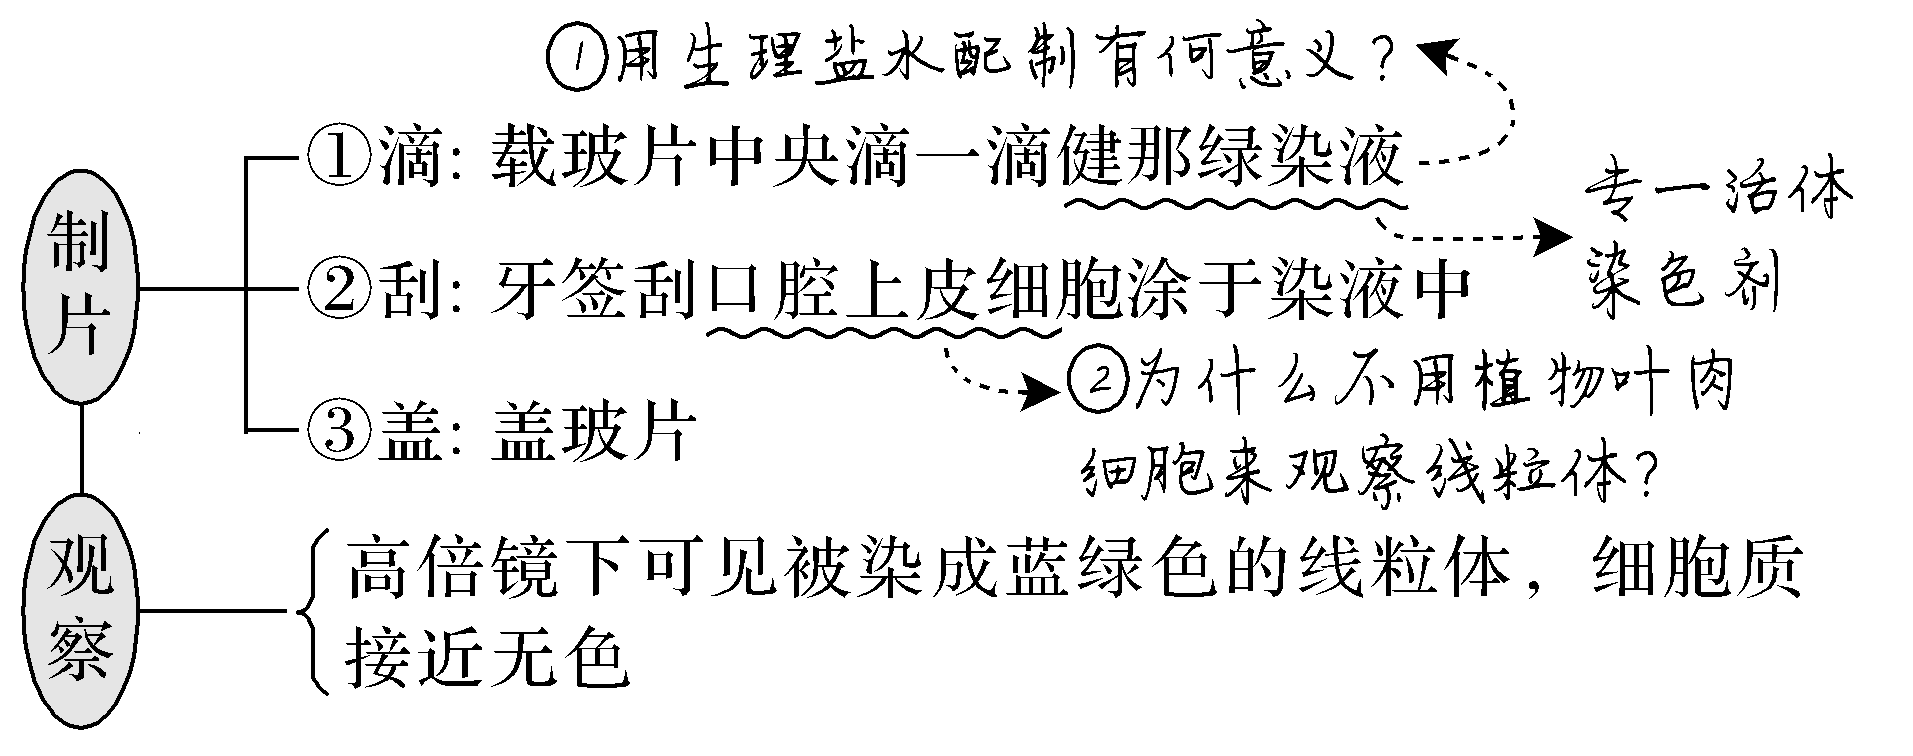 ①用生理盐水配制有何意义?
①滴: 载玻片中央滴一滴健那绿染液
专一活体
染色剂
制片
②刮: 牙签刮口腔上皮细胞涂于染液中
②为什么不用植物叶肉
细胞来观察线粒体?
③盖: 盖玻片
观察
高倍镜下可见被染成蓝绿色的线粒体，细胞质
接近无色